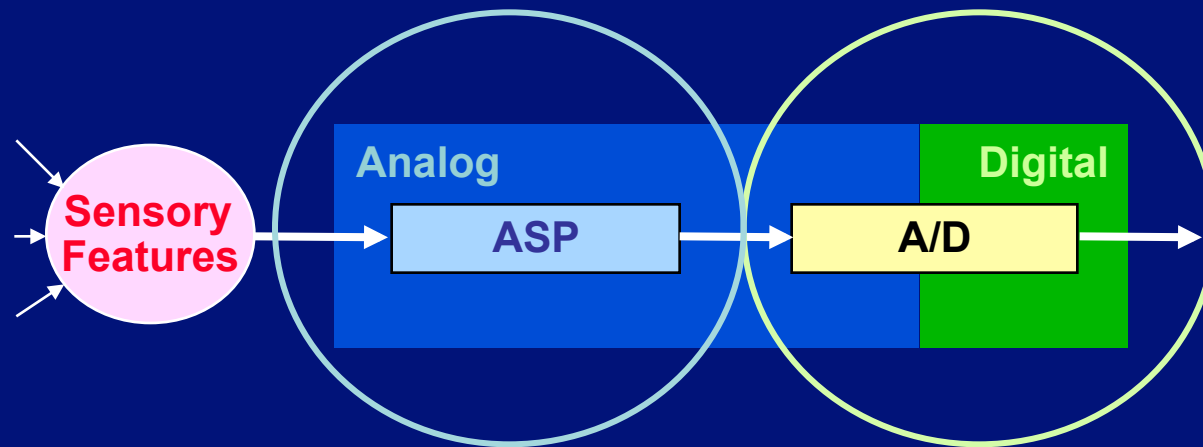 Analog
Digital
Sensory
Features
ASP
A/D